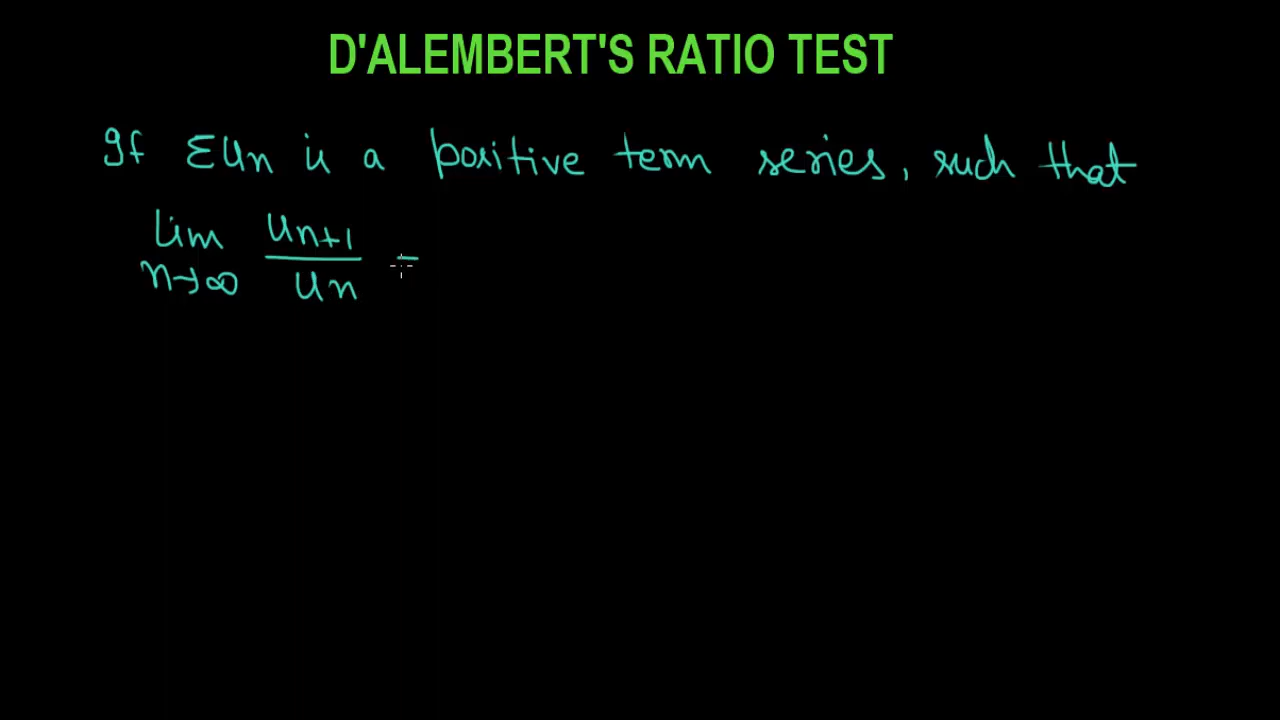 D'ALEMBERT'S RATIO TEST
If Σun is a positive term series, such that
lim n→∞ un+1 / un =